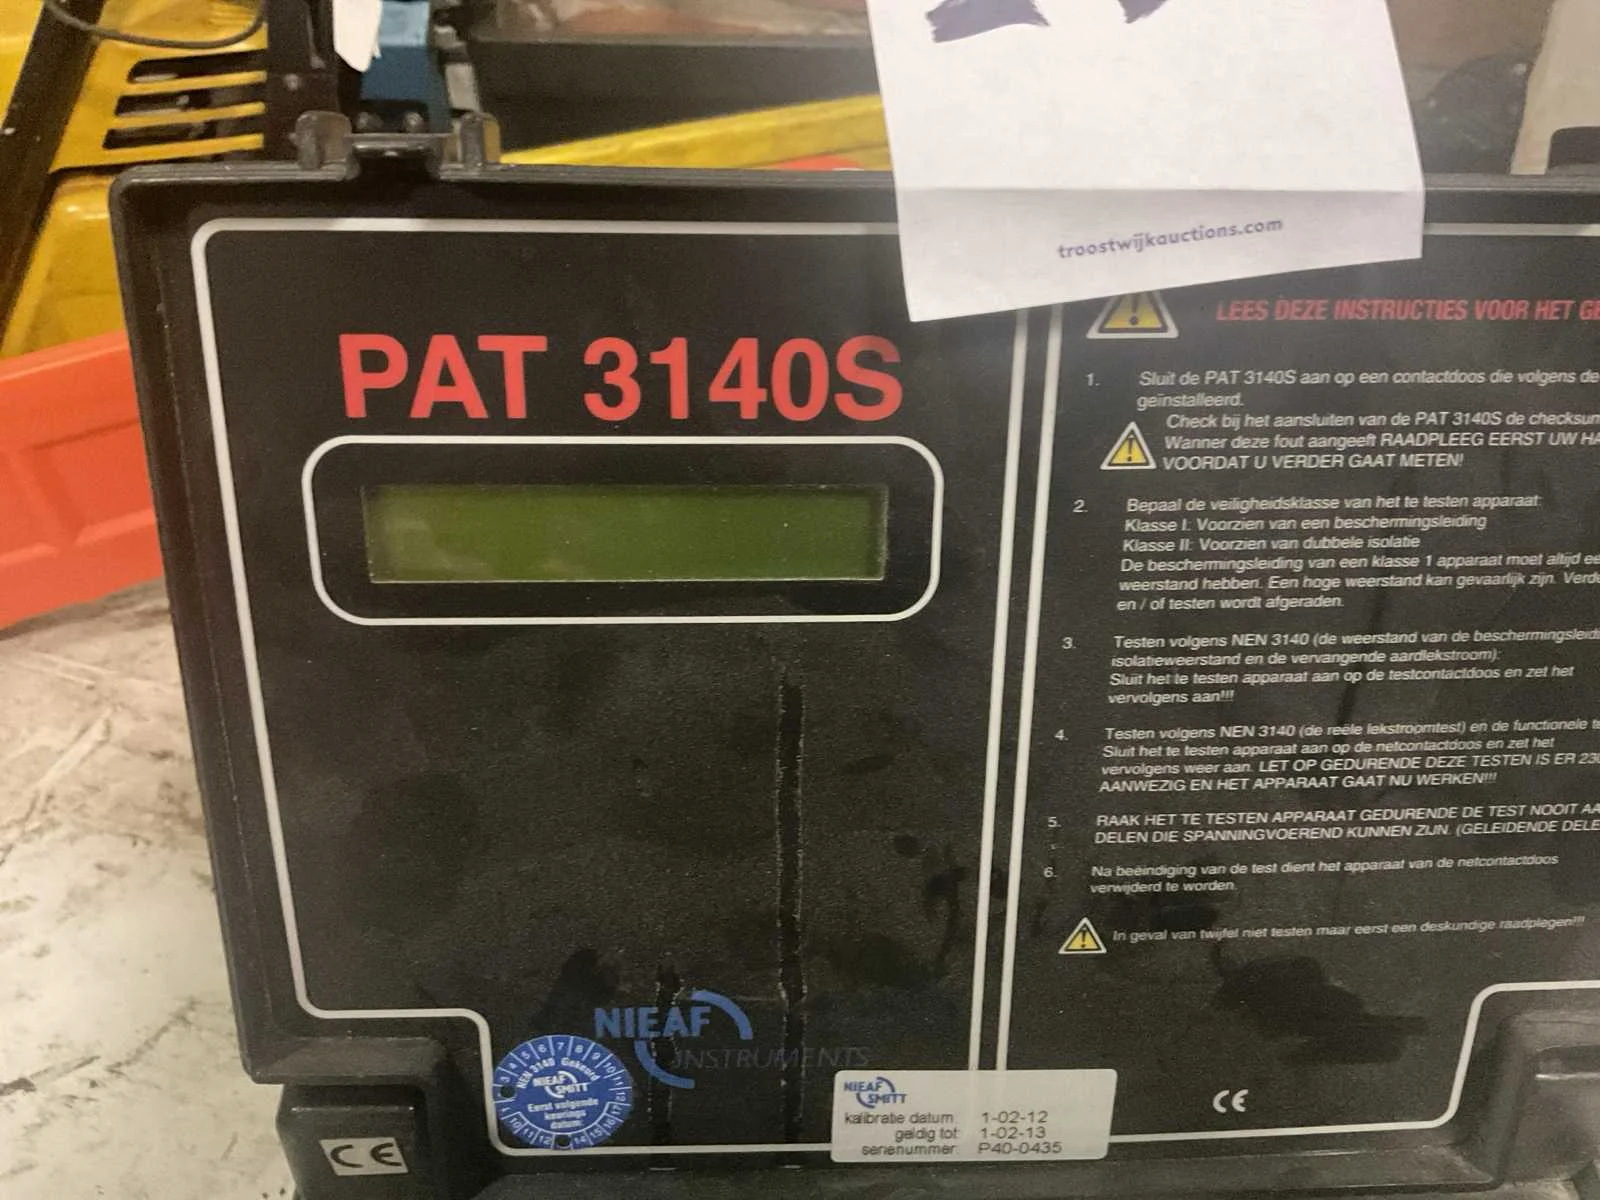 troostwijkauctions.com
PAT 3140S
LEES DEZE INSTRUCTIES VOOR HET
1. Sluit de PAT 3140S aan op een contactdoos die volgens de
geïnstalleerd.
Check bij het aansluiten van de PAT 3140S de
Wanner deze fout aangeeft RAADPLEEG EERST UW
VOORDAT U VERDER GAAT METEN!
2. Bepaal de veiligheidsklasse van het te testen apparaat:
Klasse I: Voorzien van een beschermingsleiding
Klasse II: Voorzien van dubbele isolatie
De beschermingsleiding van een klasse 1 apparaat moet altijd
weerstand hebben. Een hoge weerstand kan gevaarlijk zijn.
en / of testen wordt afgeraden.
3. Testen volgens NEN 3140 (de weerstand van de
isolatieweerstand en de vervangende aardlekstroom):
Sluit het te testen apparaat aan op de testcontactdoos en zet het
vervolgens aan!!!
4. Testen volgens NEN 3140 (de reële lekstroomtest) en de functionele
Sluit het te testen apparaat aan op de netcontactdoos en zet het
vervolgens weer aan. LET OP GEDURENDE DEZE TESTEN IS ER
AANWEZIG EN HET APPARAAT GAAT NU WERKEN!!!
5. RAAK HET TE TESTEN APPARAAT GEDURENDE DE TEST NOOIT
DELEN DIE SPANNINGVOEREND KUNNEN ZIJN. (GELEIDENDE
6. Na beëindiging van de test dient het apparaat van de netcontactdoos
verwijderd te worden.
In geval van twijfel niet testen maar eerst een deskundige raadplegen!!!
NIEAF
INSTRUMENTS
3 4 5 6 7 8 9 10 11 12
NEN 3140 Gekeurd
NIEAF
SMITT
Eerst volgende
keurings
datum:
NIEAF
SMITT
kalibratie datum: 1-02-12
geldig tot: 1-02-13
serienummer: P40-0435
CE
CE